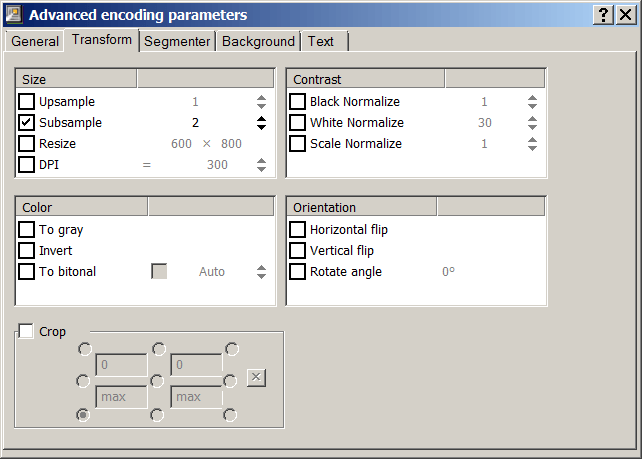 Advanced encoding parameters
General Transform Segmenter Background Text
Size
Upsample 1
Subsample 2
Resize 600 × 800
DPI = 300
Contrast
Black Normalize 1
White Normalize 30
Scale Normalize 1
Color
To gray
Invert
To bitonal Auto
Orientation
Horizontal flip
Vertical flip
Rotate angle 0°
Crop
0 0
max max